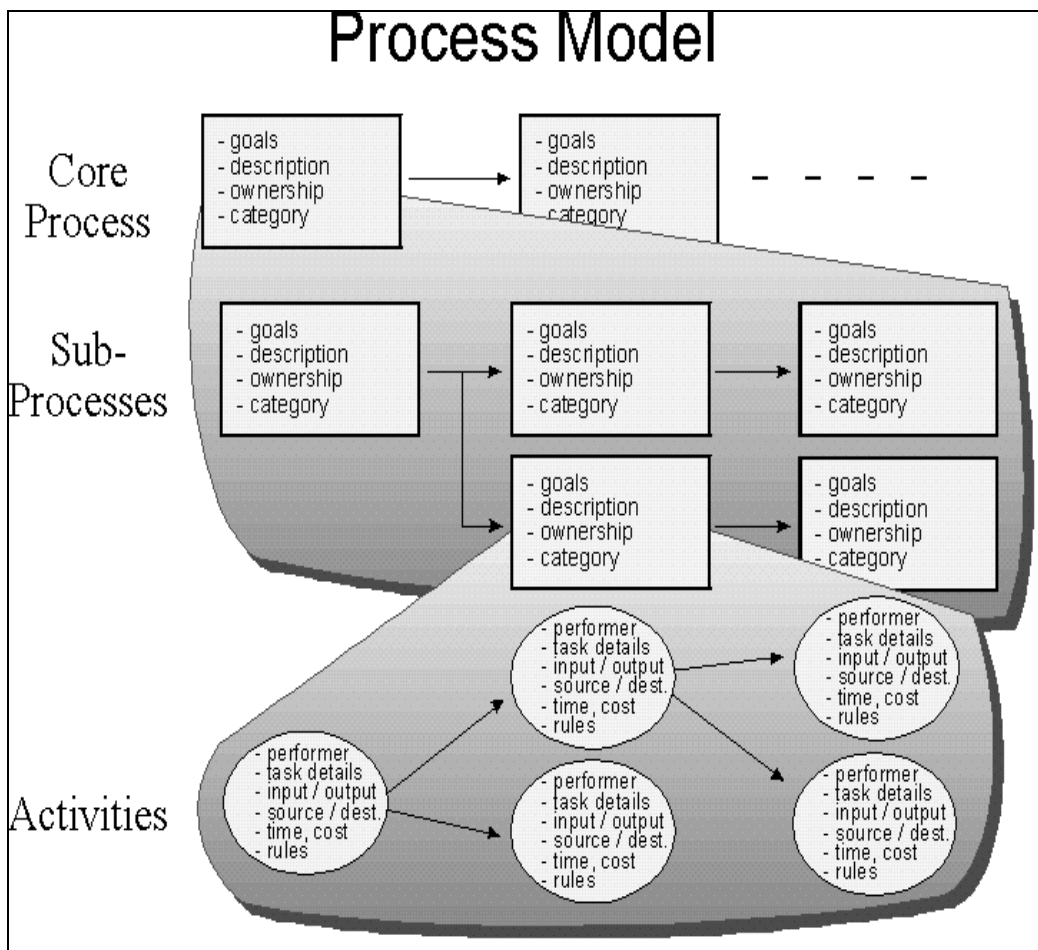 Process Model
Core
Process
- goals
- description
- ownership
- category
- goals
- description
- ownership
- category
Sub-
Processes
- goals
- description
- ownership
- category
- goals
- description
- ownership
- category
- goals
- description
- ownership
- category
- goals
- description
- ownership
- category
- goals
- description
- ownership
- category
Activities
- performer
- task details
- input / output
- source / dest.
- time, cost
- rules
- performer
- task details
- input / output
- source / dest.
- time, cost
- rules
- performer
- task details
- input / output
- source / dest.
- time, cost
- rules
- performer
- task details
- input / output
- source / dest.
- time, cost
- rules
- performer
- task details
- input / output
- source / dest.
- time, cost
- rules